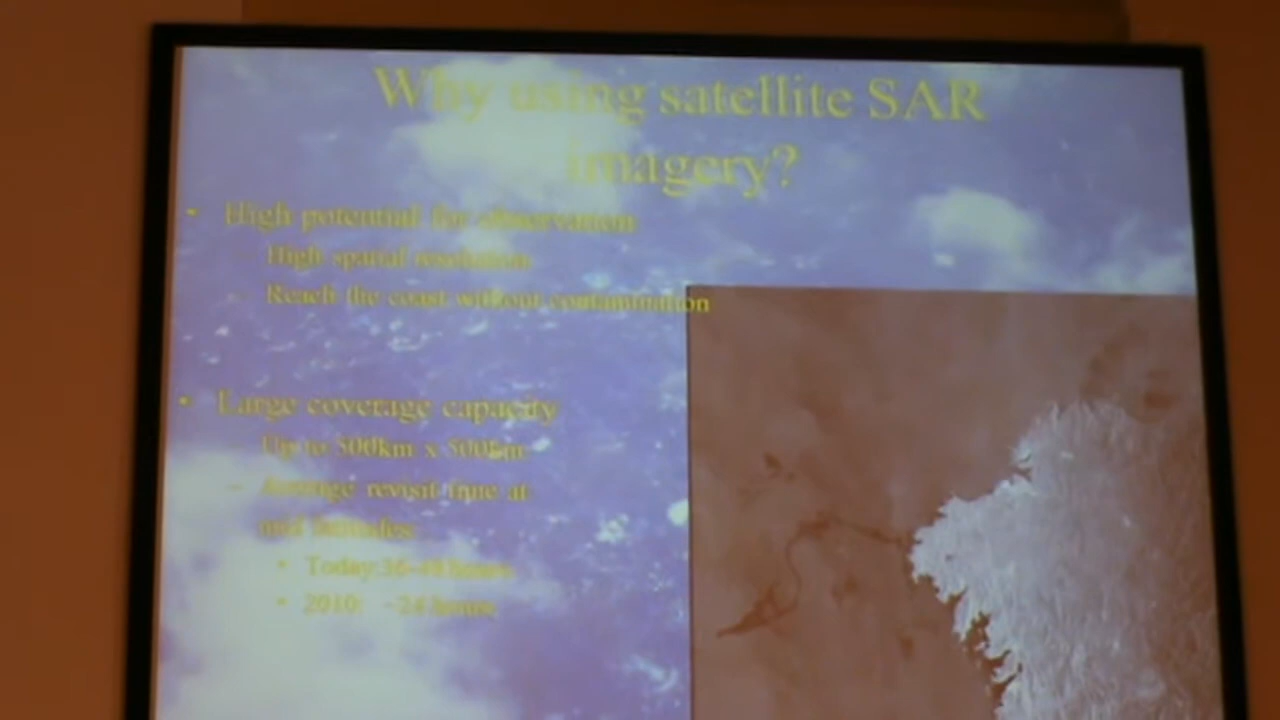 Why using satellite SAR
imagery?
• High potential for observation
– High spatial resolution
– Reach the coast without contamination
• Large coverage capacity
– Up to 500km x 500km
– Average revisit time at
mid latitudes:
• Today:36-48 hours
• 2010: ~24 hours